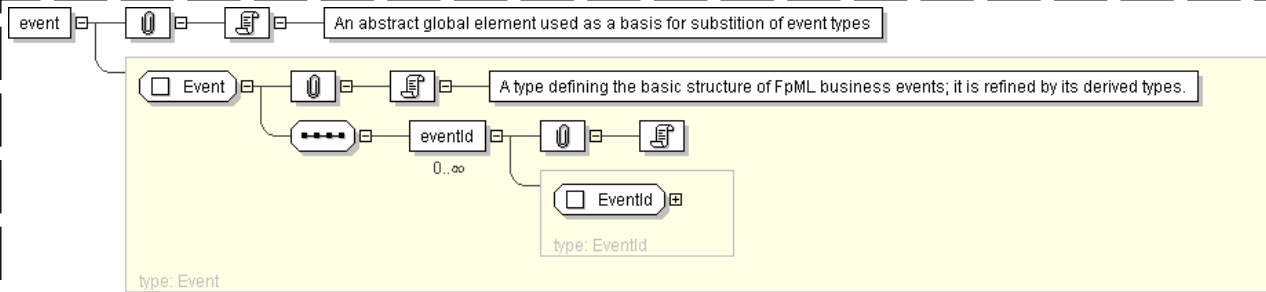 event An abstract global element used as a basis for substition of event types
Event A type defining the basic structure of FpML business events; it is refined by its derived types.
eventId
0..∞
EventId
type: EventId
type: Event